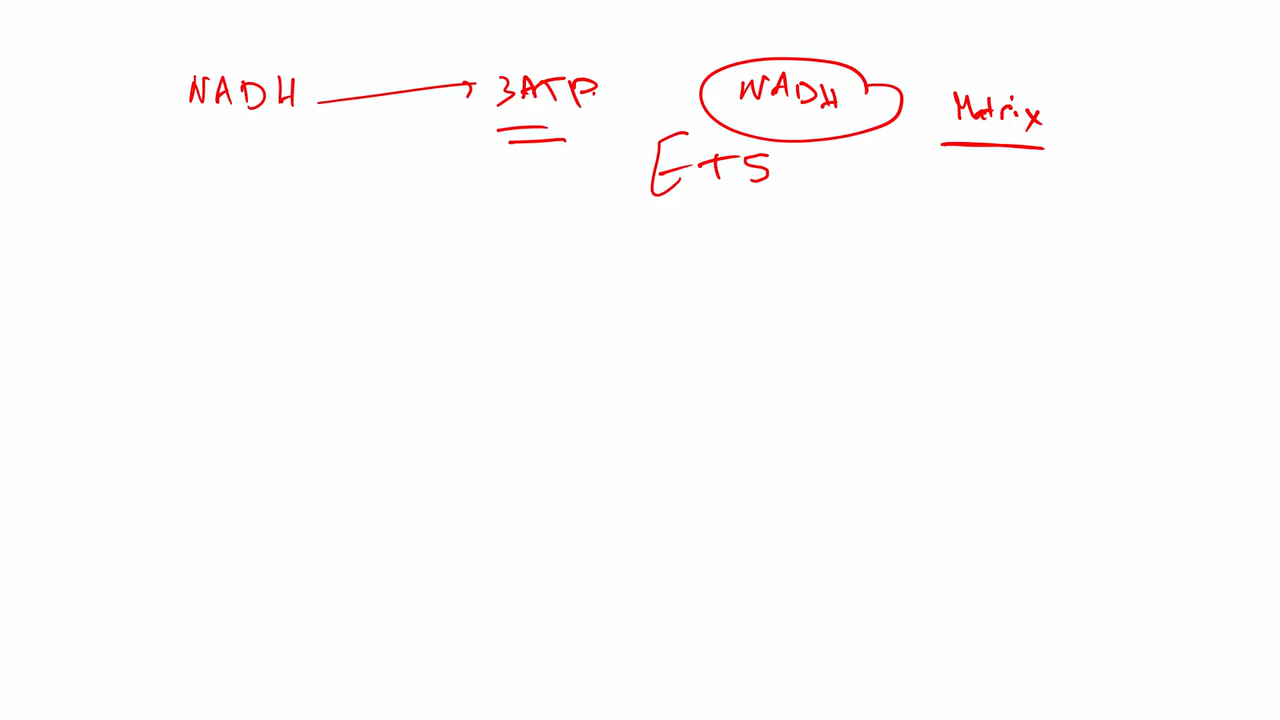 NADH → 3ATP. NADH Matrix
ETS